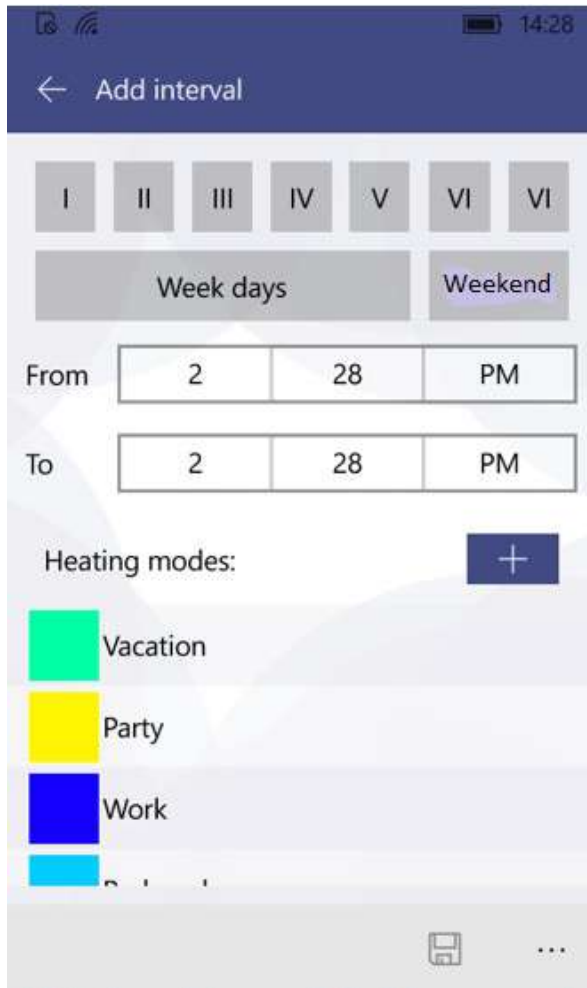 14:28
Add interval
I II III IV V VI VI
Week days Weekend
From 2 28 PM
To 2 28 PM
Heating modes:
Vacation
Party
Work